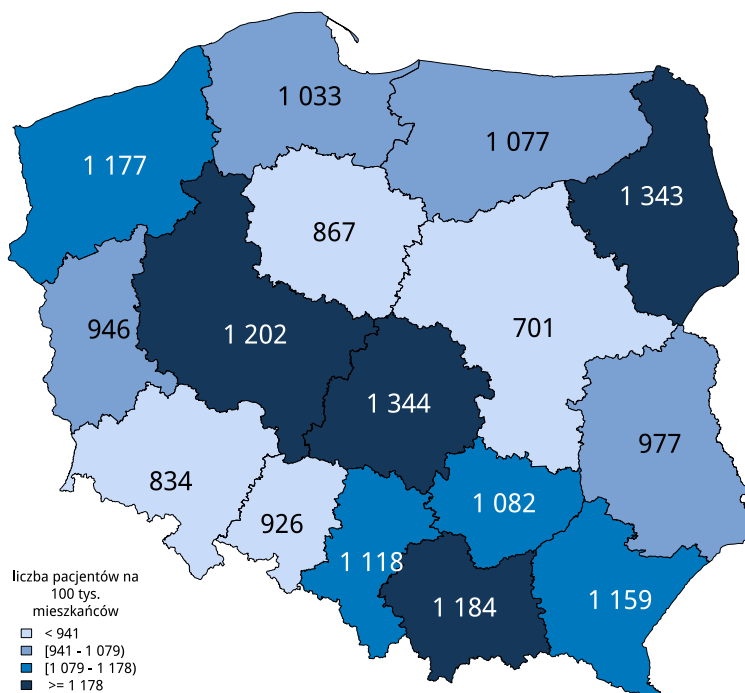 1 033
1 077
1 177
1 343
867
946
1 202
701
1 344
977
834
926
1 082
1 118
1 184
1 159
liczba pacjentów na
100 tys.
mieszkańców
< 941
[941 - 1 079)
[1 079 - 1 178)
>= 1 178